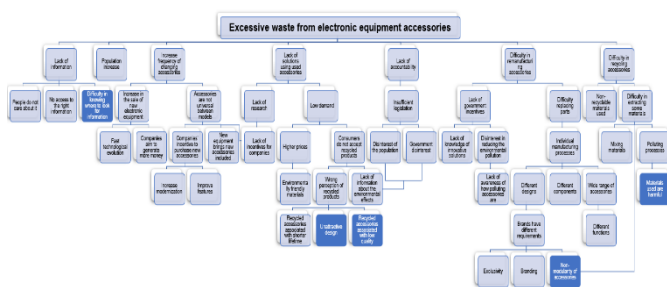 Excessive waste from electronic equipment accessories
Lack of
information
Population
increase
Increase
frequency of
changing
accessories
Lack of
solutions
using used
accessories
Lack of
accountability
Difficulty in
remanufacturing
accessories
Difficulty in
recycling
accessories
People do not
care about it
No access to
the right
information
Difficulty in
knowing
where to look
for
information
Increase in
the sale of new
electronic
equipment
Accessories
are not
universal
between
models
Lack of
research
Low demand
Insufficient
legislation
Lack of
government
incentives
Difficulty
replacing
parts
Non-
recyclable
materials
used
Difficulty in
extracting
some
materials
Fast
technological
evolution
Companies
aim to
generate
more money
Companies
incentive to
purchase new
accessories
New
equipment
brings new
accessories
included
Lack of
incentives for
companies
Higher prices
Consumers
do not accept
recycled
products
Disinterest of
the population
Government
disinterest
Lack of
knowledge of
innovative
solutions
Disinterest in
reducing the
environmental
pollution
Individual
manufacturing
processes
Mixing
materials
Polluting
processes
Increase
modernization
Improve
features
Environmentally
friendly
materials
Wrong
perception of
recycled
products
Lack of
information
about the
environmental
effects
Lack of
awareness of
how polluting
accessories
are
Different
designs
Different
components
Wide range of
accessories
Materials
used are
harmful
Recycled
accessories
associated
with shorter
lifetime
Unattractive
design
Recycled
accessories
associated
with low
quality
Brands have
different
requirements
Different
functions
Exclusivity
Branding
Non-
modularity of
accessories